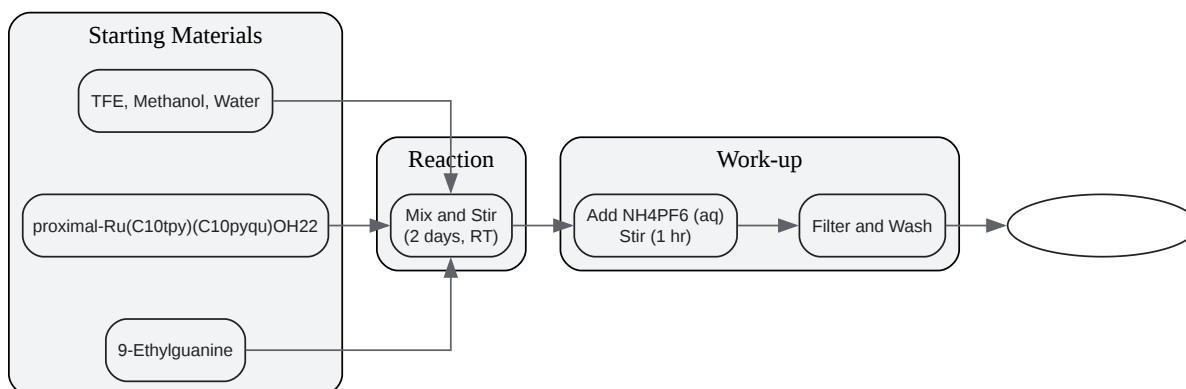 Starting Materials
TFE, Methanol, Water
proximal-Ru(C10tpy)(C10pyqu)OH22
9-Ethylguanine
Reaction
Mix and Stir
(2 days, RT)
Work-up
Add NH4PF6 (aq)
Stir (1 hr)
Filter and Wash